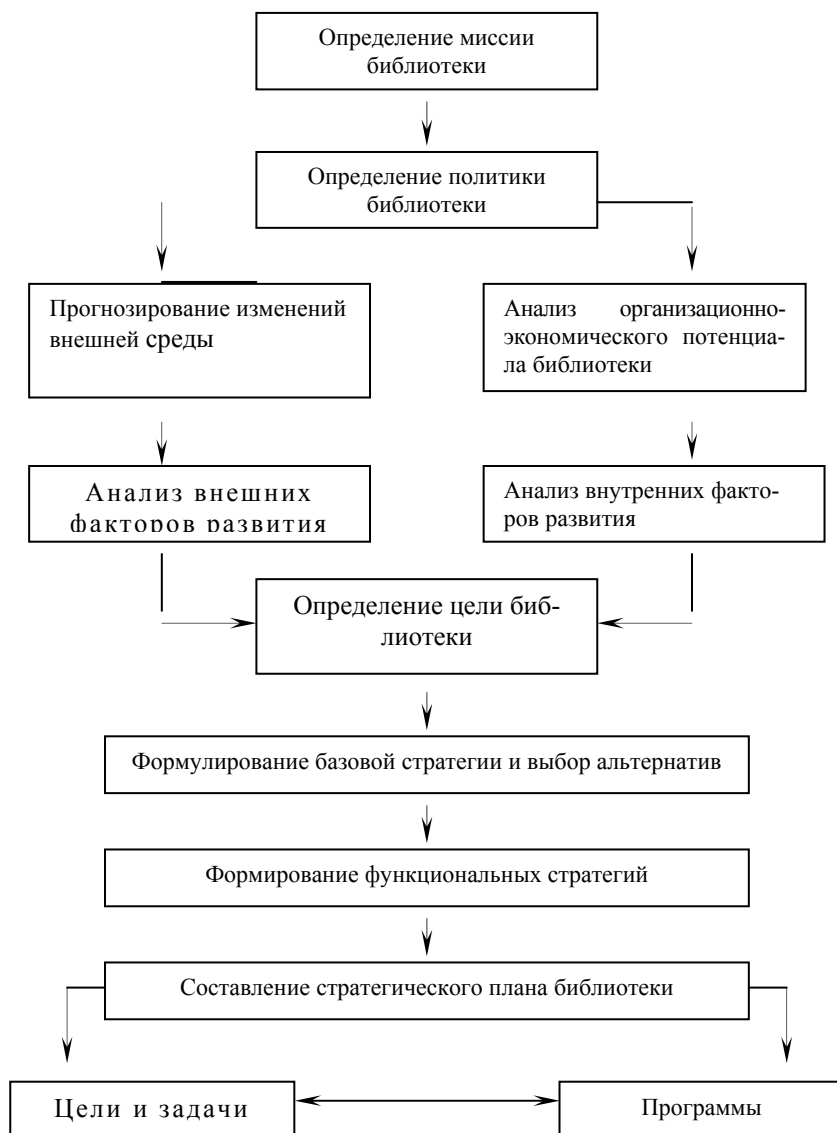 Определение миссии
библиотеки
Определение политики
библиотеки
Прогнозирование изменений
внешней среды
Анализ организационно-
экономического потенциа-
ла библиотеки
Анализ внешних
факторов развития
Анализ внутренних факто-
ров развития
Определение цели биб-
лиотеки
Формулирование базовой стратегии и выбор альтернатив
Формирование функциональных стратегий
Составление стратегического плана библиотеки
Цели и задачи
Программы